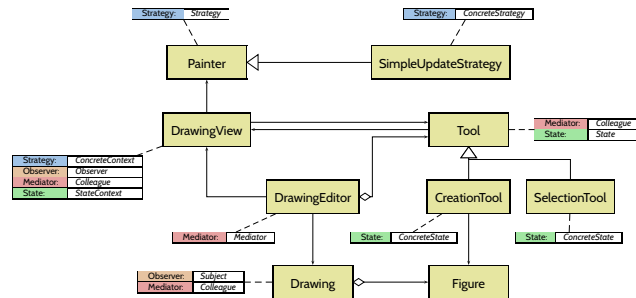 Strategy: Strategy
Strategy: ConcreteStrategy
Painter
SimpleUpdateStrategy
DrawingView
Tool
Mediator: Colleague
State: State
Strategy: ConcreteContext
Observer: Observer
Mediator: Colleague
State: StateContext
DrawingEditor
CreationTool
SelectionTool
Mediator: Mediator
State: ConcreteState
State: ConcreteState
Observer: Subject
Mediator: Colleague
Drawing
Figure